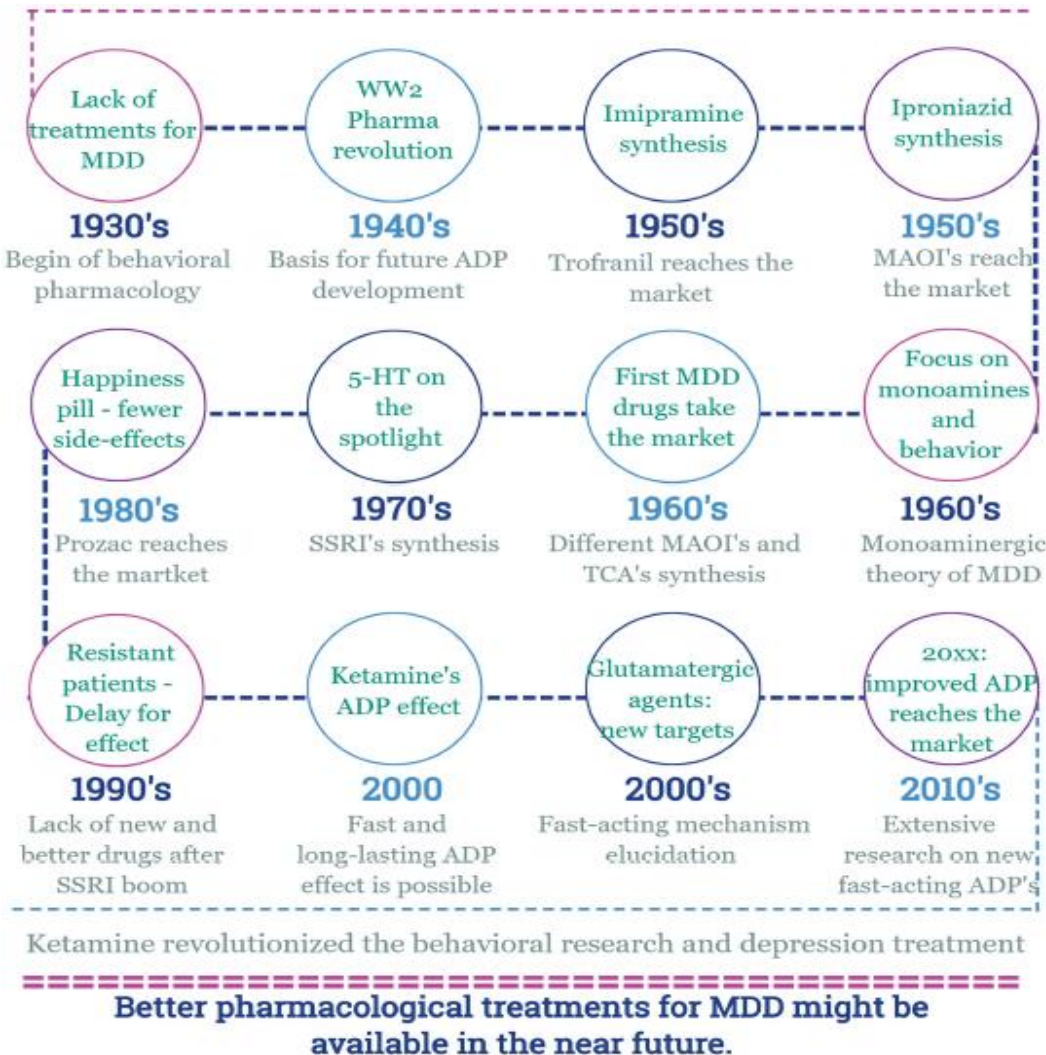 Lack of
treatments for
MDD
1930's
Begin of behavioral
pharmacology
WW2
Pharma
revolution
1940's
Basis for future ADP
development
Imipramine
synthesis
1950's
Trofranil reaches the
market
Iproniazid
synthesis
1950's
MAOI's reach
the market
Focus on
monoamines
and
behavior
1960's
Monoaminergic
theory of MDD
First MDD
drugs take
the market
1960's
Different MAOI's and
TCA's synthesis
5-HT on
the
spotlight
1970's
SSRI's synthesis
Happiness
pill - fewer
side-effects
1980's
Prozac reaches
the martket
Resistant
patients -
Delay for
effect
1990's
Lack of new and
better drugs after
SSRI boom
Ketamine's
ADP effect
2000
Fast and
long-lasting ADP
effect is possible
Glutamatergic
agents:
new targets
2000's
Fast-acting mechanism
elucidation
20xx:
improved ADP
reaches the
market
2010's
Extensive
research on new
fast-acting ADP's
Ketamine revolutionized the behavioral research and depression treatment
Better pharmacological treatments for MDD might be
available in the near future.